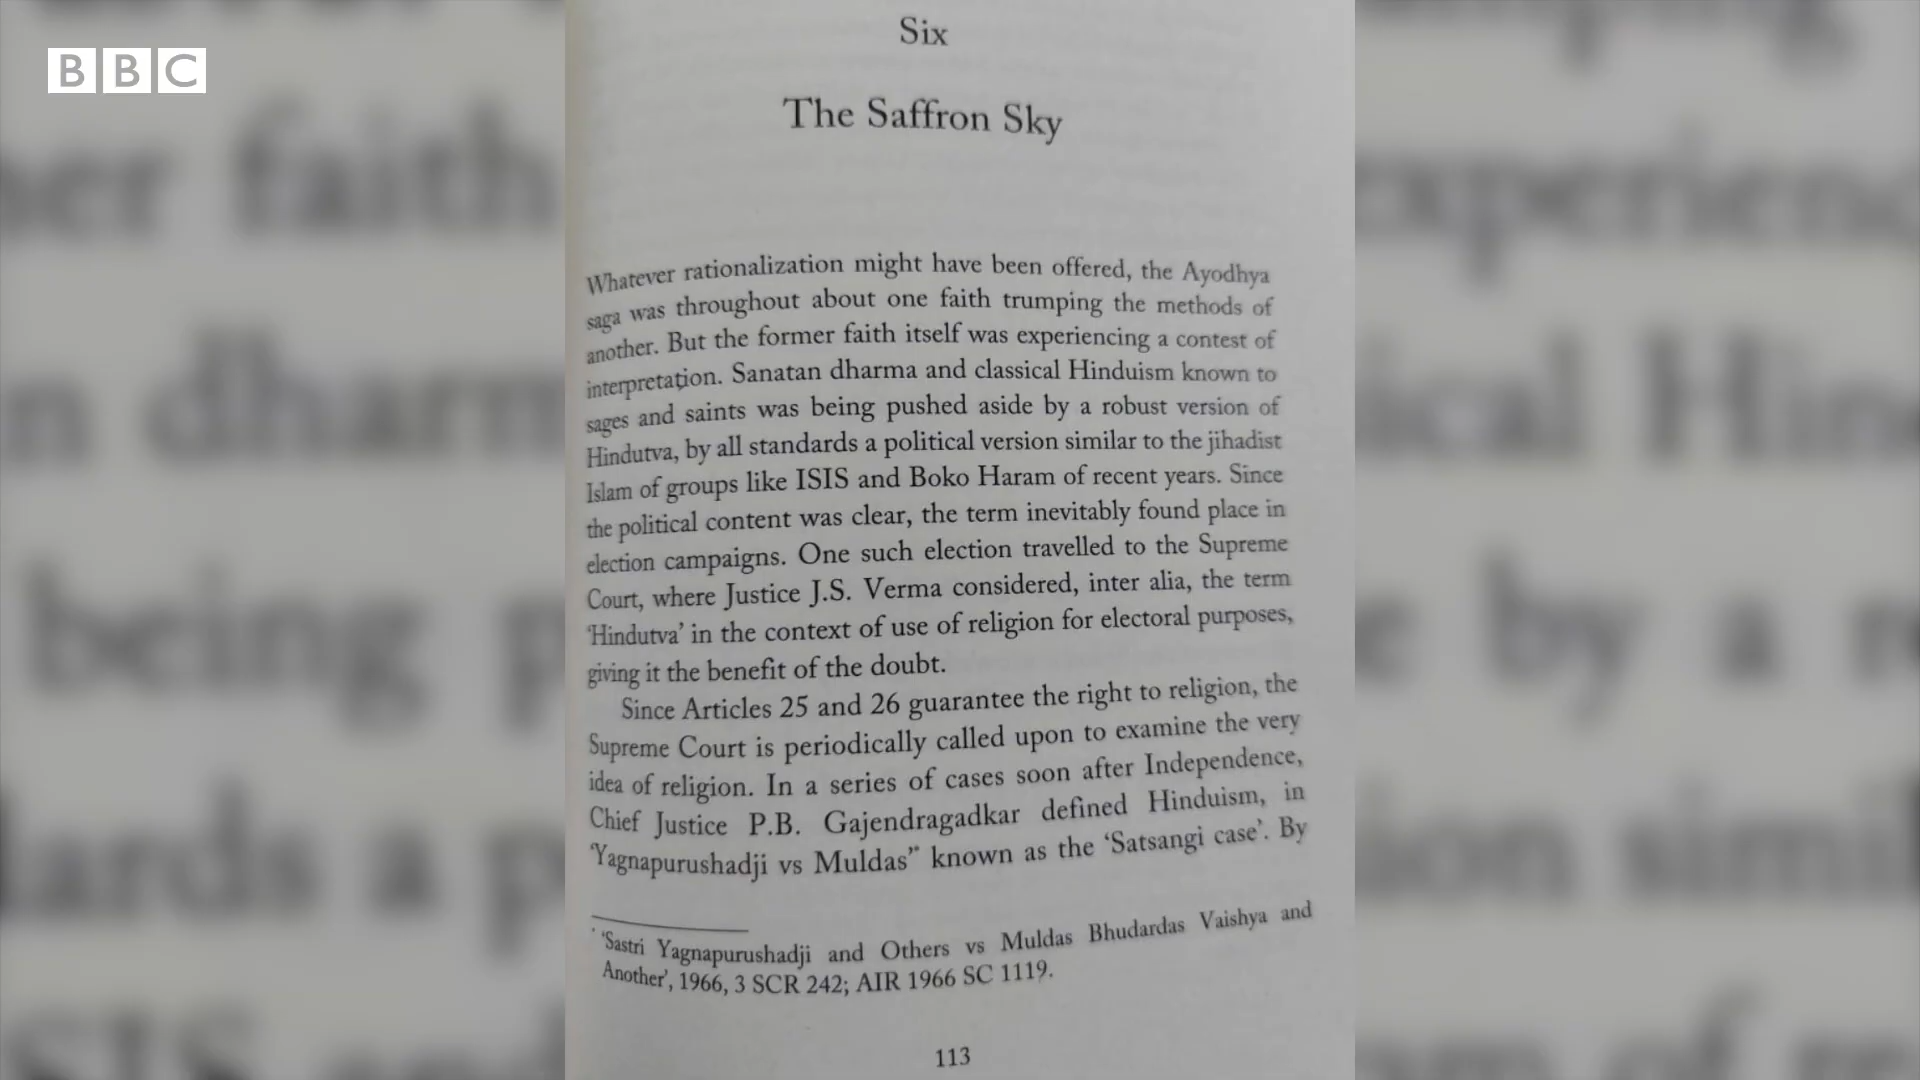 BBC
Six
The Saffron Sky
Whatever rationalization might have been offered, the Ayodhya
saga was throughout about one faith trumping the methods of
another. But the former faith itself was experiencing a contest of
interpretation. Sanatan dharma and classical Hinduism known to
sages and saints was being pushed aside by a robust version of
Hindutva, by all standards a political version similar to the jihadist
Islam of groups like ISIS and Boko Haram of recent years. Since
the political content was clear, the term inevitably found place in
election campaigns. One such election travelled to the Supreme
Court, where Justice J.S. Verma considered, inter alia, the term
‘Hindutva’ in the context of use of religion for electoral purposes,
giving it the benefit of the doubt.
Since Articles 25 and 26 guarantee the right to religion, the
Supreme Court is periodically called upon to examine the very
idea of religion. In a series of cases soon after Independence,
Chief Justice P.B. Gajendragadkar defined Hinduism, in
‘Yagnapurushadji vs Muldas’* known as the ‘Satsangi case’. By
* ‘Sastri Yagnapurushadji and Others vs Muldas Bhudardas Vaishya and
Another’, 1966, 3 SCR 242; AIR 1966 SC 1119.
113